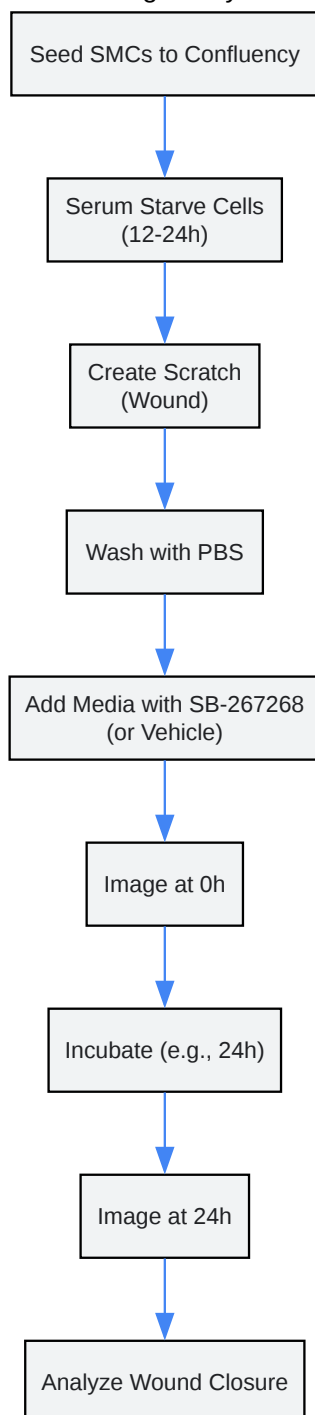 Seed SMCs to Confluency
Serum Starve Cells
(12-24h)
Create Scratch
(Wound)
Wash with PBS
Add Media with SB-267268
(or Vehicle)
Image at 0h
Incubate (e.g., 24h)
Image at 24h
Analyze Wound Closure